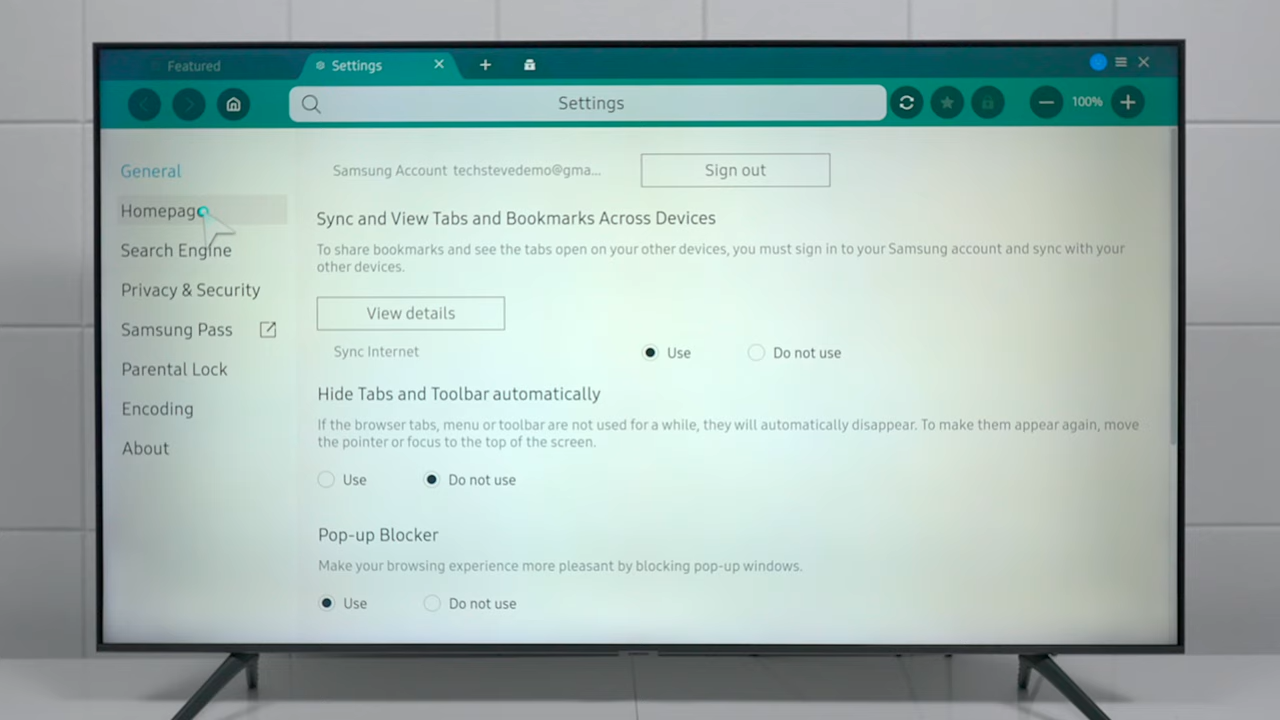 Featured
Settings
Settings
100%
General
Homepage
Search Engine
Privacy & Security
Samsung Pass
Parental Lock
Encoding
About
Samsung Account techstevedemo@gma...
Sign out
Sync and View Tabs and Bookmarks Across Devices
To share bookmarks and see the tabs open on your other devices, you must sign in to your Samsung account and sync with your
other devices.
View details
Sync Internet
Use
Do not use
Hide Tabs and Toolbar automatically
If the browser tabs, menu or toolbar are not used for a while, they will automatically disappear. To make them appear again, move
the pointer or focus to the top of the screen.
Use
Do not use
Pop-up Blocker
Make your browsing experience more pleasant by blocking pop-up windows.
Use
Do not use